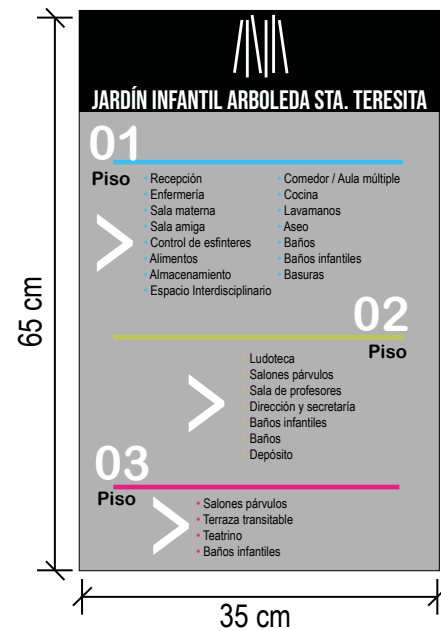 JARDÍN INFANTIL ARBOLEDA STA. TERESITA
01
Piso
• Recepción
• Enfermería
• Sala materna
• Sala amiga
• Control de esfínteres
• Alimentos
• Almacenamiento
• Espacio Interdisciplinario
• Comedor / Aula múltiple
• Cocina
• Lavamanos
• Aseo
• Baños
• Baños infantiles
• Basuras
02
Piso
Ludoteca
Salones párvulos
Sala de profesores
Dirección y secretaría
Baños infantiles
Baños
Depósito
03
Piso
• Salones párvulos
• Terraza transitable
• Teatrino
• Baños infantiles
65 cm
35 cm